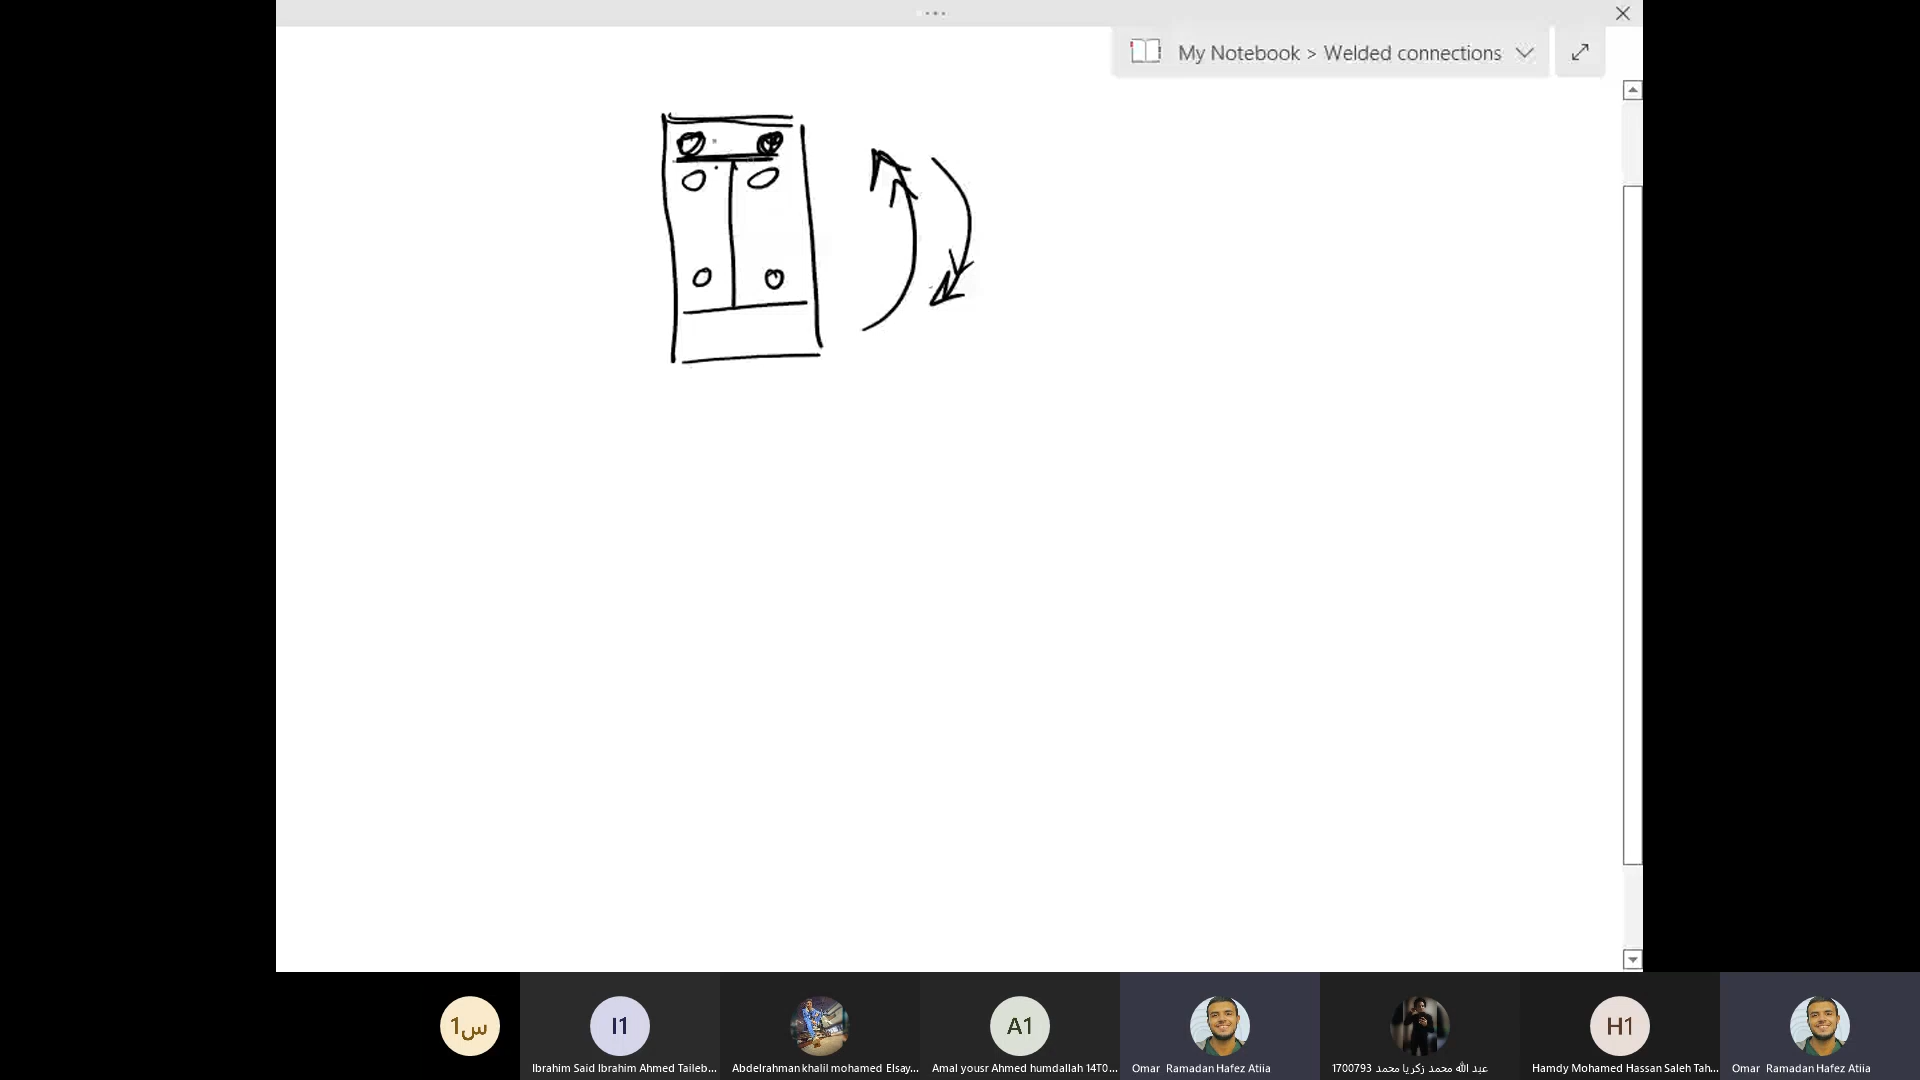 My Notebook > Welded connections
1س
I1
A1
H1
Ibrahim Said Ibrahim Ahmed Taileb...
Abdelrahman khalil mohamed Elsay...
Amal yousr Ahmed humdallah 14T0...
Omar Ramadan Hafez Atiia
عبد الله محمد زكريا محمد 1700793
Hamdy Mohamed Hassan Saleh Tah...
Omar Ramadan Hafez Atiia